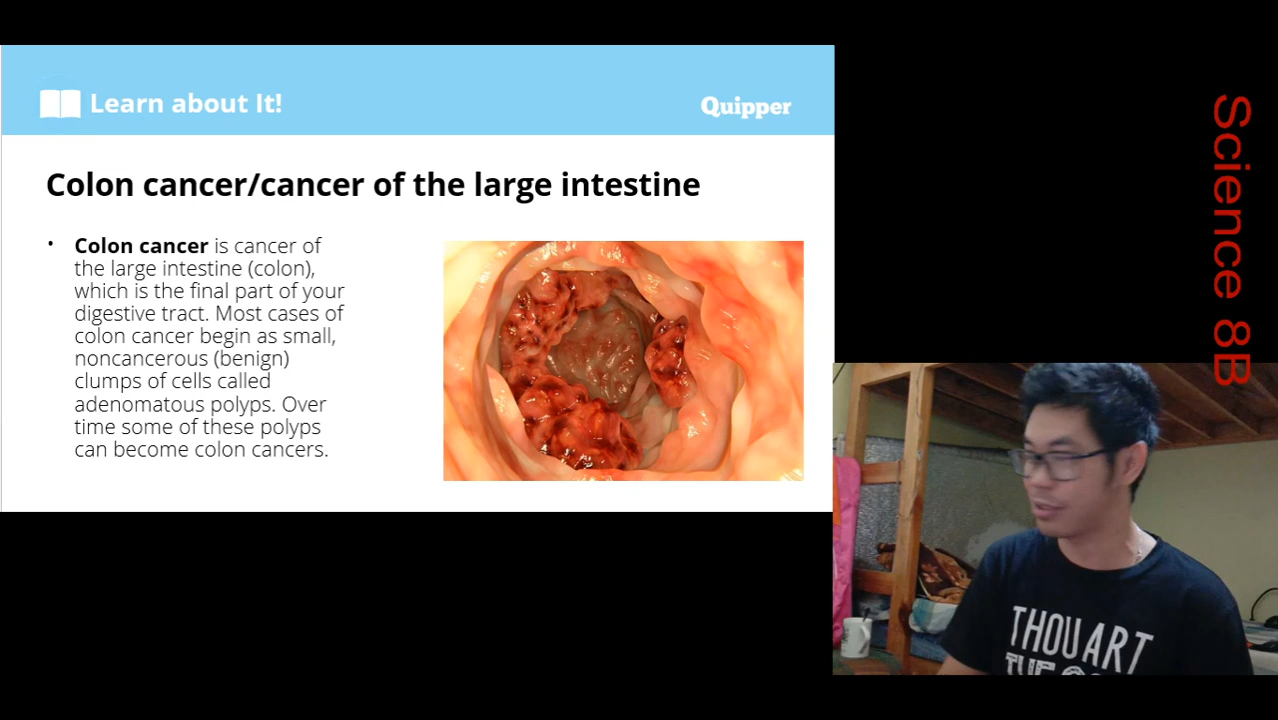 Learn about It!
Quipper
Colon cancer/cancer of the large intestine
• Colon cancer is cancer of
the large intestine (colon),
which is the final part of your
digestive tract. Most cases of
colon cancer begin as small,
noncancerous (benign)
clumps of cells called
adenomatous polyps. Over
time some of these polyps
can become colon cancers.
Science 8B
THOU ART
THE